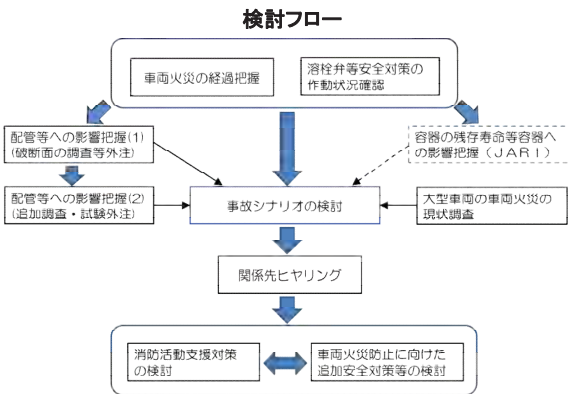 検討フロー
車両火災の経過把握
溶栓弁等安全対策の
作動状況確認
配管等への影響把握(1)
(破断面の調査等外注)
容器の残存寿命等容器へ
の影響把握（JARI）
配管等への影響把握(2)
(追加調査・試験外注)
事故シナリオの検討
大型車両の車両火災の
現状調査
関係先ヒヤリング
消防活動支援対策
の検討
車両火災防止に向けた
追加安全対策等の検討